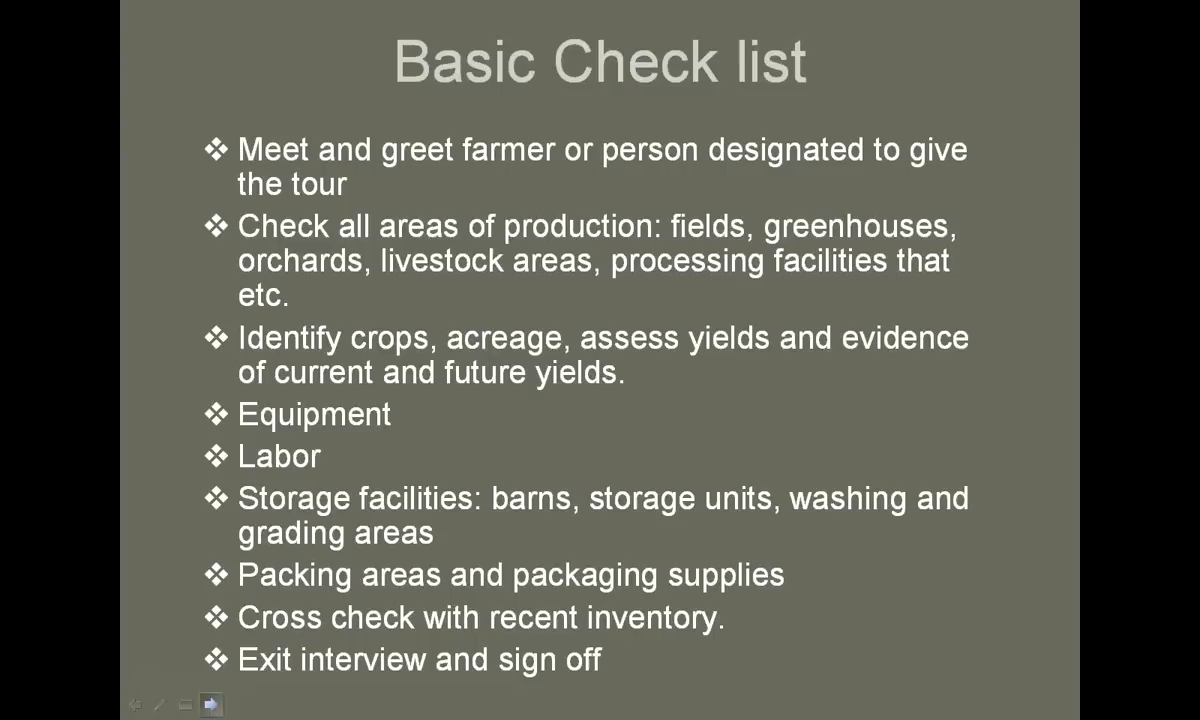 Basic Check list
❖ Meet and greet farmer or person designated to give
the tour
❖ Check all areas of production: fields, greenhouses,
orchards, livestock areas, processing facilities that
etc.
❖ Identify crops, acreage, assess yields and evidence
of current and future yields.
❖ Equipment
❖ Labor
❖ Storage facilities: barns, storage units, washing and
grading areas
❖ Packing areas and packaging supplies
❖ Cross check with recent inventory.
❖ Exit interview and sign off